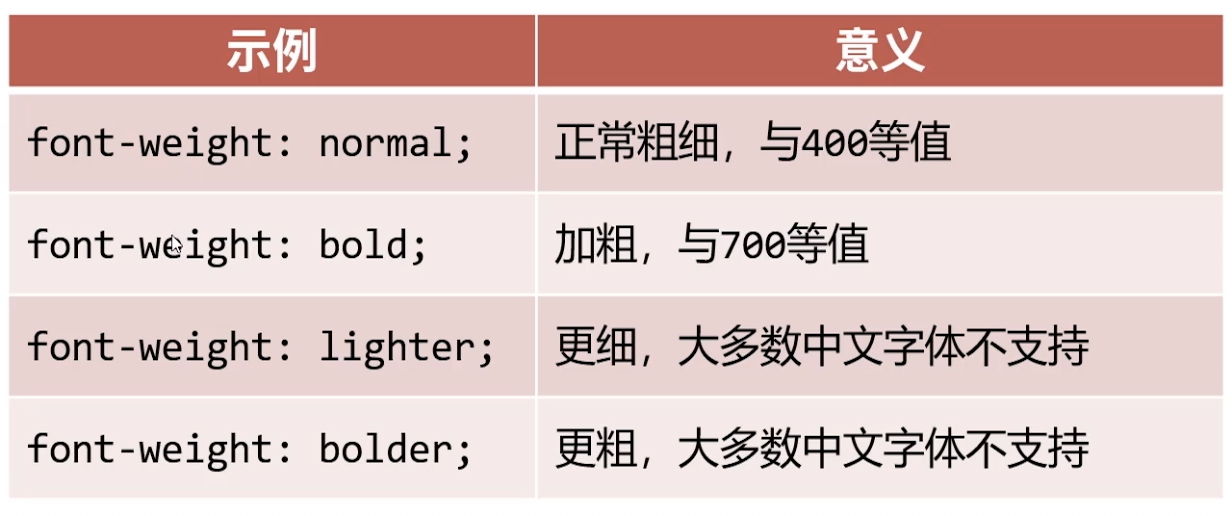 示例 意义
font-weight: normal; 正常粗细，与400等值
font-weight: bold; 加粗，与700等值
font-weight: lighter; 更细，大多数中文字体不支持
font-weight: bolder; 更粗，大多数中文字体不支持